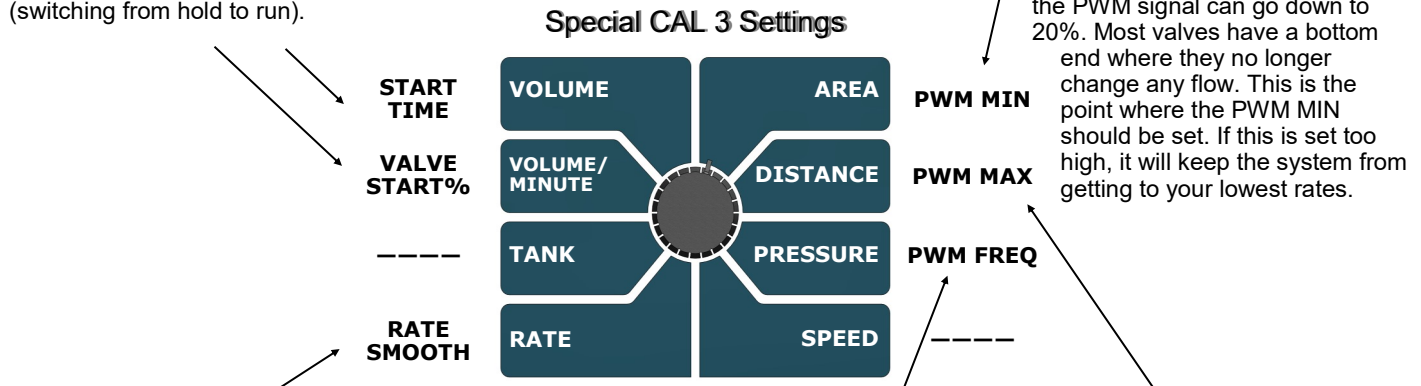 (switching from hold to run).
Special CAL 3 Settings
the PWM signal can go down to
20%. Most valves have a bottom
end where they no longer
change any flow. This is the
point where the PWM MIN
should be set. If this is set too
high, it will keep the system from
getting to your lowest rates.
START
TIME
VOLUME
AREA
PWM MIN
VALVE
START%
VOLUME/
MINUTE
DISTANCE
PWM MAX
––––
TANK
PRESSURE
PWM FREQ
RATE
SMOOTH
RATE
SPEED
––––